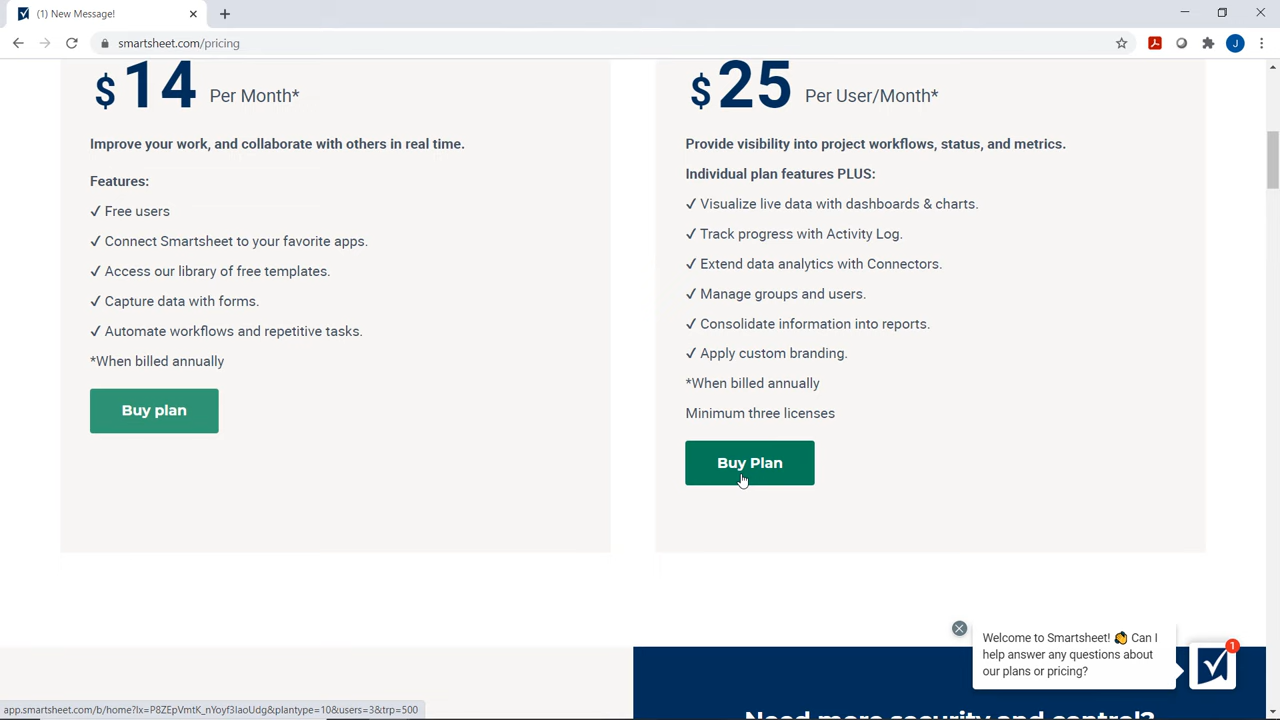 (1) New Message!
smartsheet.com/pricing
J
$14 Per Month*
Improve your work, and collaborate with others in real time.
Features:
✓ Free users
✓ Connect Smartsheet to your favorite apps.
✓ Access our library of free templates.
✓ Capture data with forms.
✓ Automate workflows and repetitive tasks.
*When billed annually
Buy plan
$25 Per User/Month*
Provide visibility into project workflows, status, and metrics.
Individual plan features PLUS:
✓ Visualize live data with dashboards & charts.
✓ Track progress with Activity Log.
✓ Extend data analytics with Connectors.
✓ Manage groups and users.
✓ Consolidate information into reports.
✓ Apply custom branding.
*When billed annually
Minimum three licenses
Buy Plan
Welcome to Smartsheet! 👋 Can I
help answer any questions about
our plans or pricing?
1
Need more security and control?
app.smartsheet.com/b/home?lx=P8ZEpVmtK_nYoyf3IaoUdg&plantype=10&users=3&trp=500